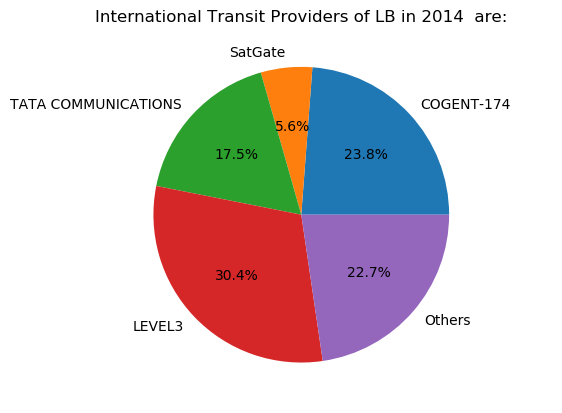 International Transit Providers of LB in 2014  are:
SatGate
TATA COMMUNICATIONS
COGENT-174
5.6%
17.5%
23.8%
30.4%
22.7%
LEVEL3
Others